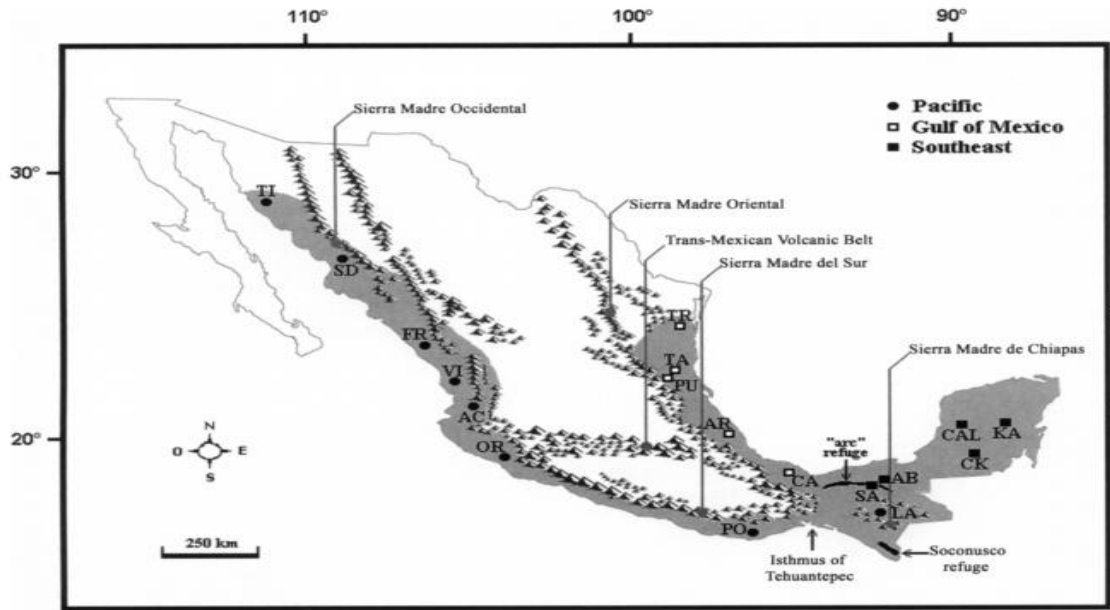 110°
100°
90°
Sierra Madre Occidental
Pacific
Gulf of Mexico
Southeast
30°
TI
Sierra Madre Oriental
Trans-Mexican Volcanic Belt
SD
Sierra Madre del Sur
TR
FR
Sierra Madre de Chiapas
TA
VI
PU
AC
AR
N
20°
O
E
OR
"arc"
refuge
CAL
KA
S
CK
CA
AB
SA
LA
PO
250 km
Isthmus of
Tehuantepec
Soconusco
refuge